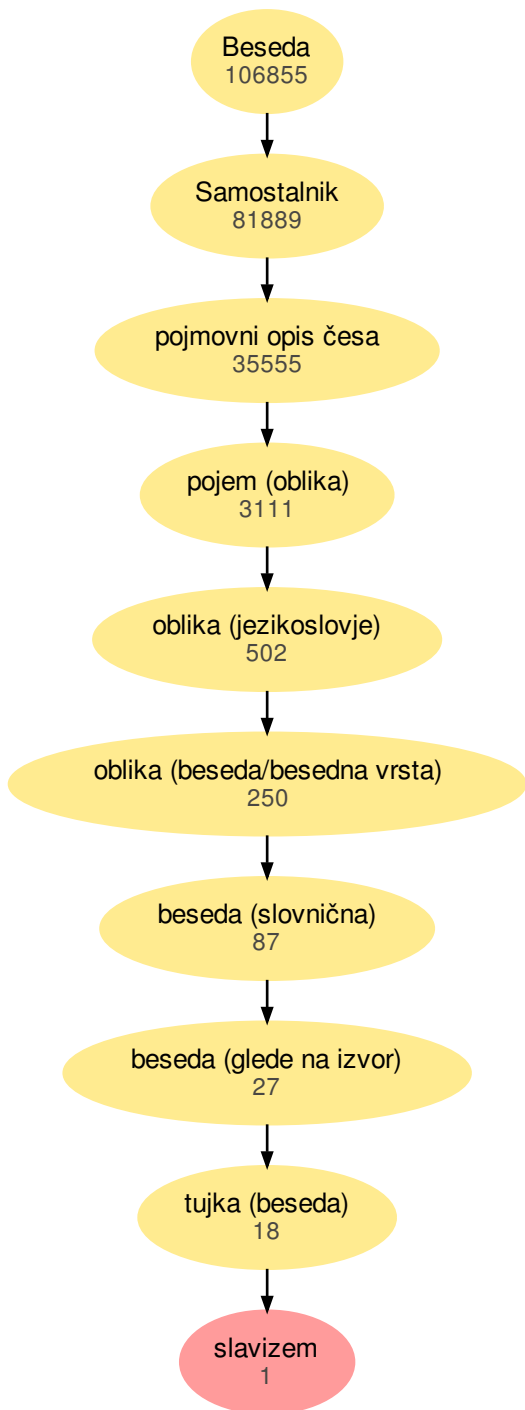 Beseda
106855
Samostalnik
81889
pojmovni opis česa
35555
pojem (oblika)
3111
oblika (jezikoslovje)
502
oblika (beseda/besedna vrsta)
250
beseda (slovnična)
87
beseda (glede na izvor)
27
tujka (beseda)
18
slavizem
1